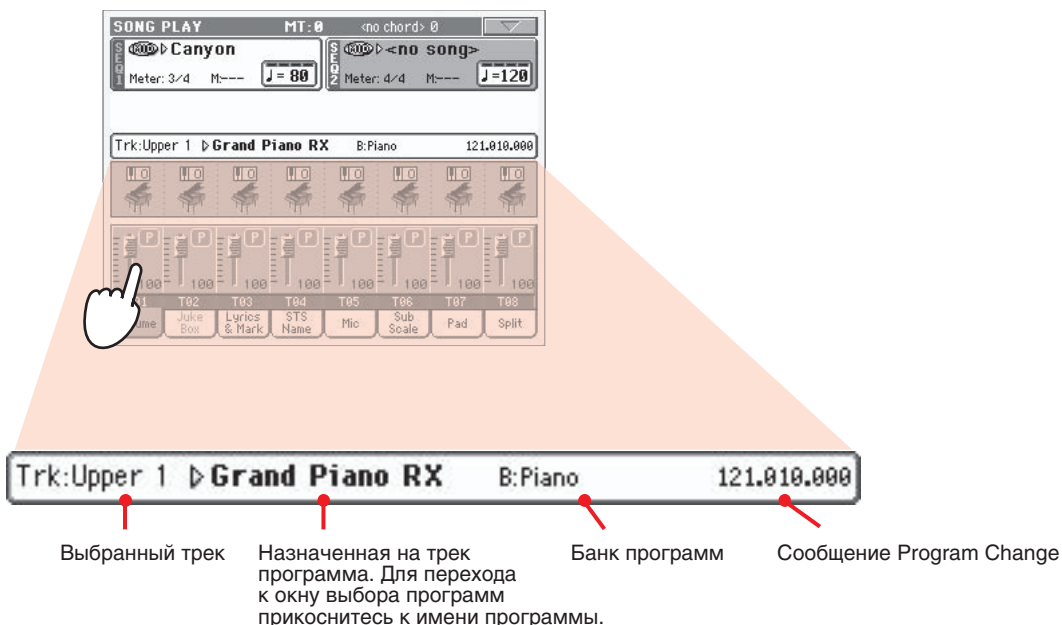 SONG PLAY MT:0 <no chord> 0
SEQ1 Canyon
Meter: 3/4 M:--- ♩= 80
SEQ2 <no song>
Meter: 4/4 M:--- ♩=120
Trk:Upper 1 ▷Grand Piano RX B:Piano 121.010.000
P P P P P P P P
100 100 100 100 100 100 100 100
T02 T03 T04 T05 T06 T07 T08
Juke Box Lyrics & Mark STS Name Mic Sub Scale Pad Split
Trk:Upper 1 ▷Grand Piano RX B:Piano 121.010.000
Выбранный трек
Назначенная на трек
программа. Для перехода
к окну выбора программ
прикоснитесь к имени программы.
Банк программ
Сообщение Program Change